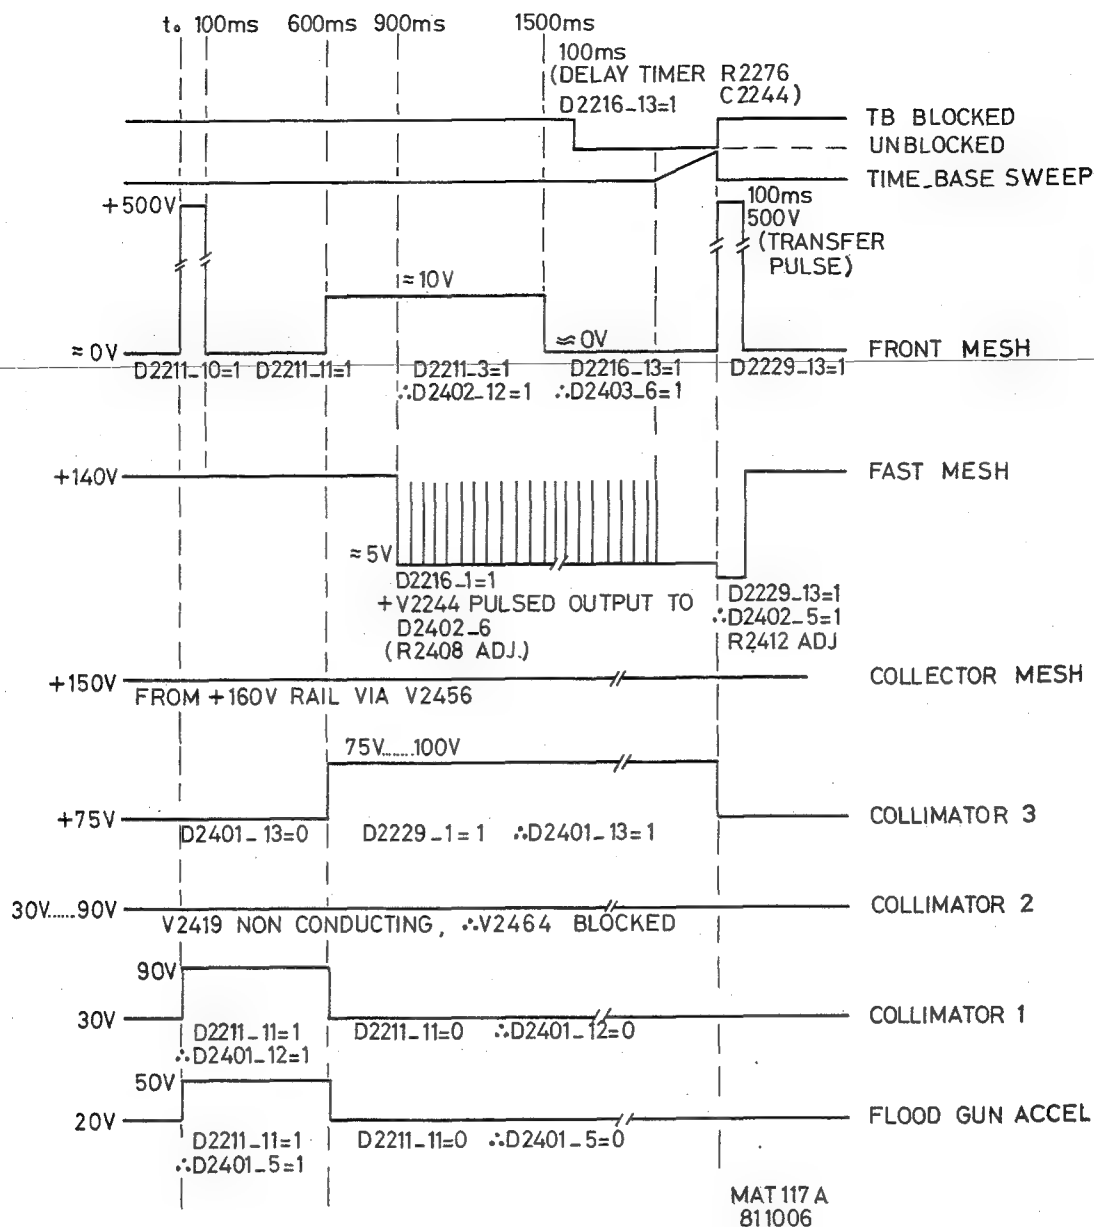 t₀ 100ms 600ms 900ms 1500ms
100ms
(DELAY TIMER R2276
C2244)
D2216_13=1
TB BLOCKED
UNBLOCKED
TIME_BASE SWEEP
+500V
100ms
500V
(TRANSFER
PULSE)
≈10V
≈0V
≈0V
FRONT MESH
D2211_10=1 D2211_11=1 D2211_3=1 D2216_13=1 D2229_13=1
∴D2402_12=1 ∴D2403_6=1
+140V
FAST MESH
≈5V
D2216_1=1
+V2244 PULSED OUTPUT TO
D2402_6
(R2408 ADJ.)
D2229_13=1
∴D2402_5=1
R2412 ADJ
+150V
COLLECTOR MESH
FROM +160V RAIL VIA V2456
75V......100V
+75V
COLLIMATOR 3
D2401_13=0 D2229_1=1 ∴D2401_13=1
30V......90V
COLLIMATOR 2
V2419 NON CONDUCTING, ∴V2464 BLOCKED
90V
30V
COLLIMATOR 1
D2211_11=1 D2211_11=0 ∴D2401_12=0
∴D2401_12=1
50V
20V
FLOOD GUN ACCEL
D2211_11=1 D2211_11=0 ∴D2401_5=0
∴D2401_5=1
MAT 117 A
811006